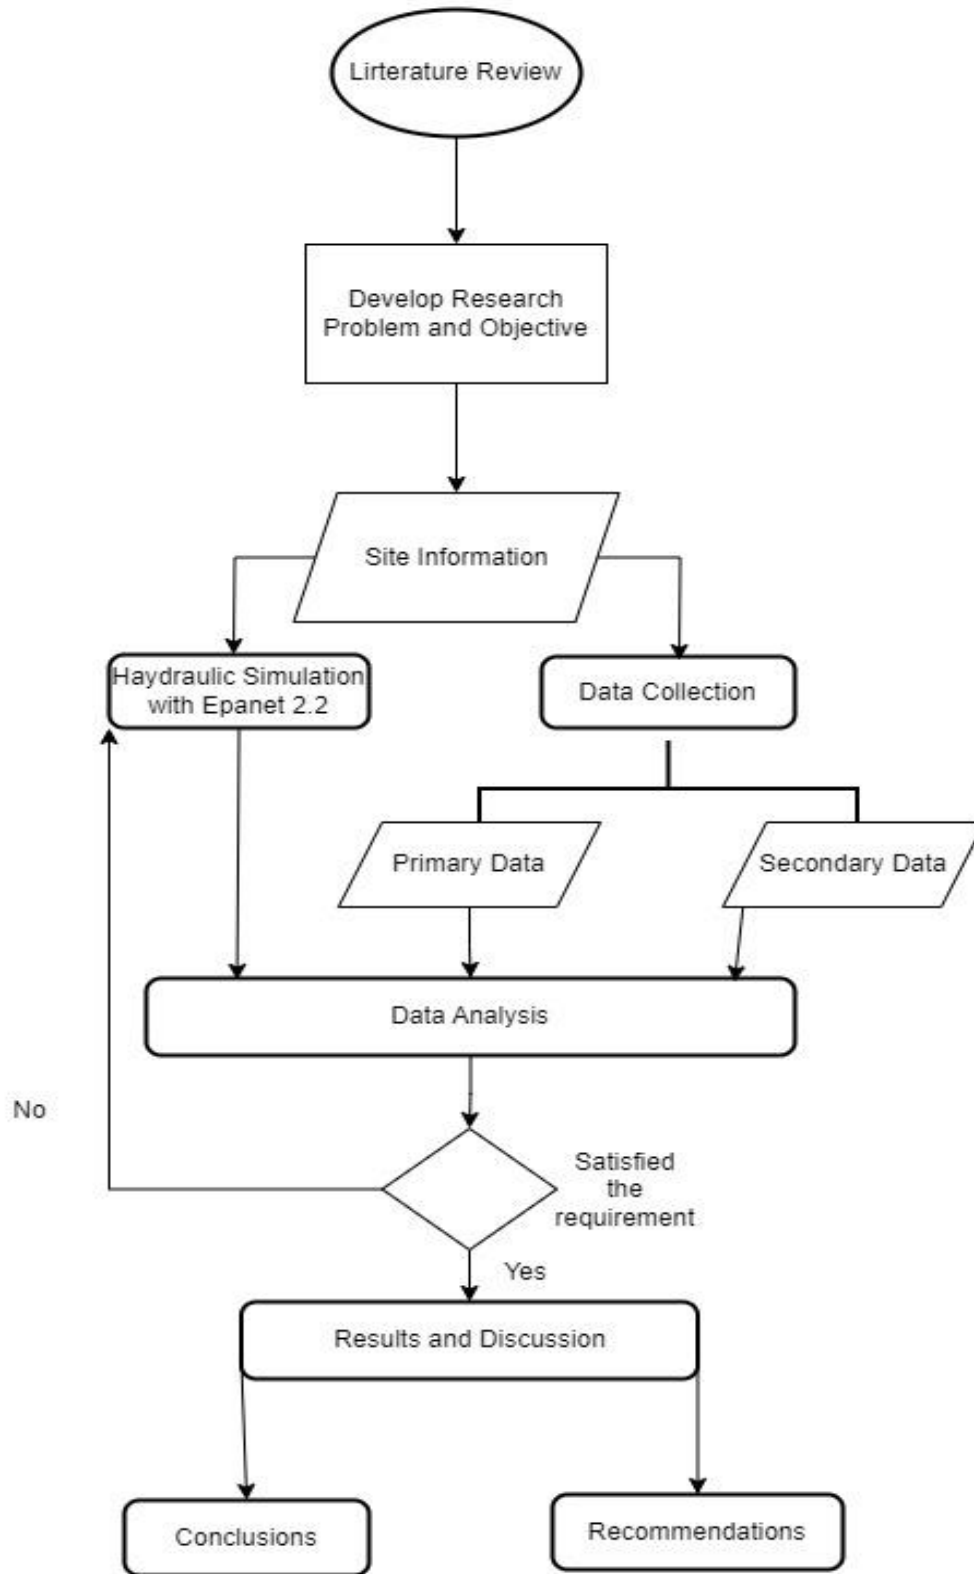 Lirterature Review
Develop Research
Problem and Objective
Site Information
Haydraulic Simulation
with Epanet 2.2
Data Collection
Primary Data
Secondary Data
Data Analysis
No
Satisfied
the
requirement
Yes
Results and Discussion
Conclusions
Recommendations